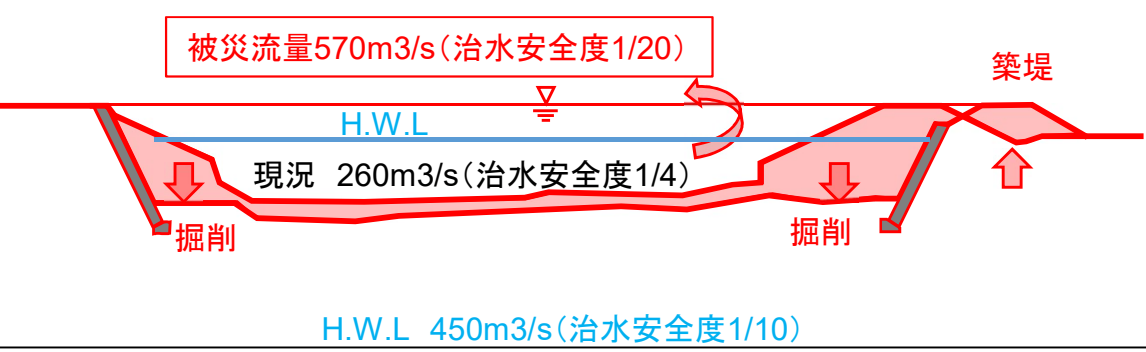 被災流量570m3/s（治水安全度1/20）
築堤
H.W.L
現況　260m3/s（治水安全度1/4）
掘削
掘削
H.W.L　450m3/s（治水安全度1/10）